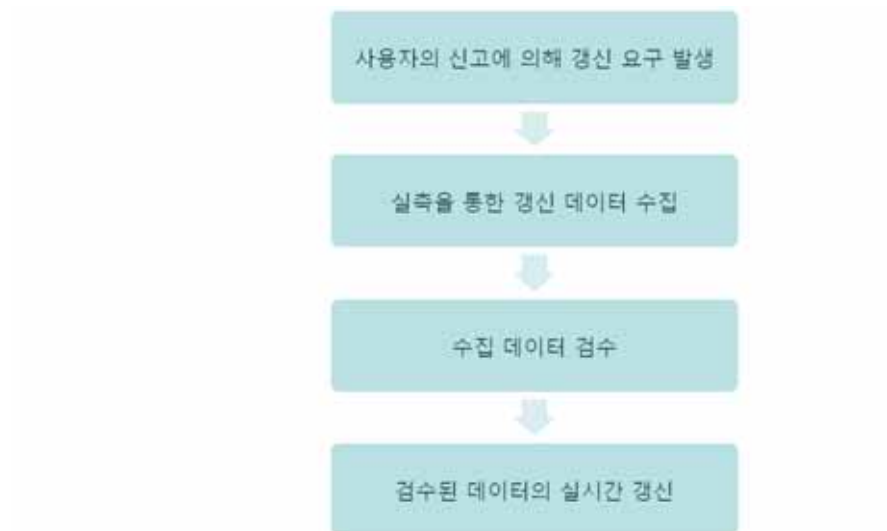 사용자의 신고에 의해 갱신 요구 발생
실측을 통한 갱신 데이터 수집
수집 데이터 검수
검수된 데이터의 실시간 갱신